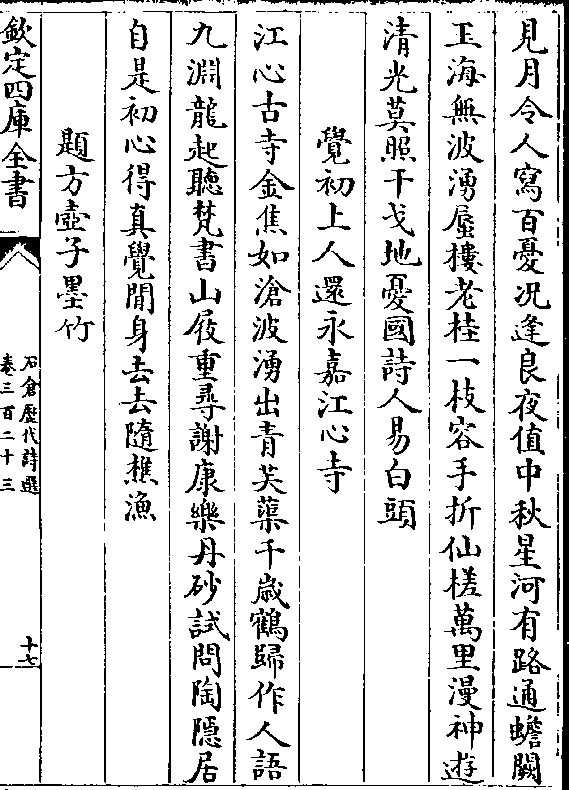 見月令人寫百憂况逢良夜值中秋星河有路通蟾闕
玉海無波湧蜃樓老桂一枝容手折仙槎萬里漫神遊
清光莫照干戈地憂國詩人易白頭
覺初上人還永嘉江心寺
江心古寺金焦如滄波湧出青芙蕖千歲鶴歸作人語
九淵龍起聽梵書山屐重尋謝康樂丹砂試問陶隱居
自是初心得真覺閒身去去隨樵漁
題方壺子墨竹
欽定四庫全書
石倉歷代詩選
卷三百二十三
十七